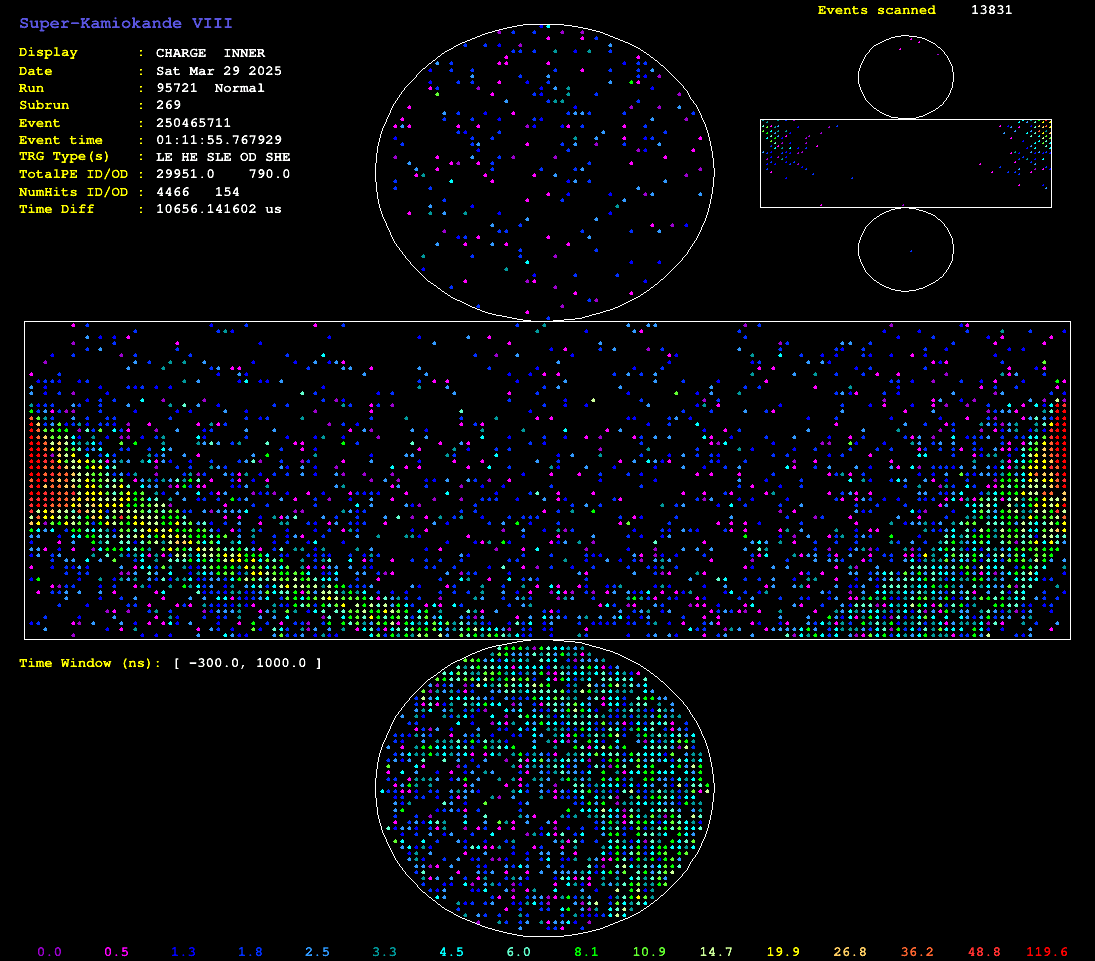 Super-Kamiokande VIII
Events scanned 13831
Display : CHARGE INNER
Date : Sat Mar 29 2025
Run : 95721 Normal
Subrun : 269
Event : 250465711
Event time : 01:11:55.767929
TRG Type(s) : LE HE SLE OD SHE
TotalPE ID/OD : 29951.0 790.0
NumHits ID/OD : 4466 154
Time Diff : 10656.141602 us
Time Window (ns): [ -300.0, 1000.0 ]
0.0 0.5 1.3 1.8 2.5 3.3 4.5 6.0 8.1 10.9 14.7 19.9 26.8 36.2 48.8 119.6